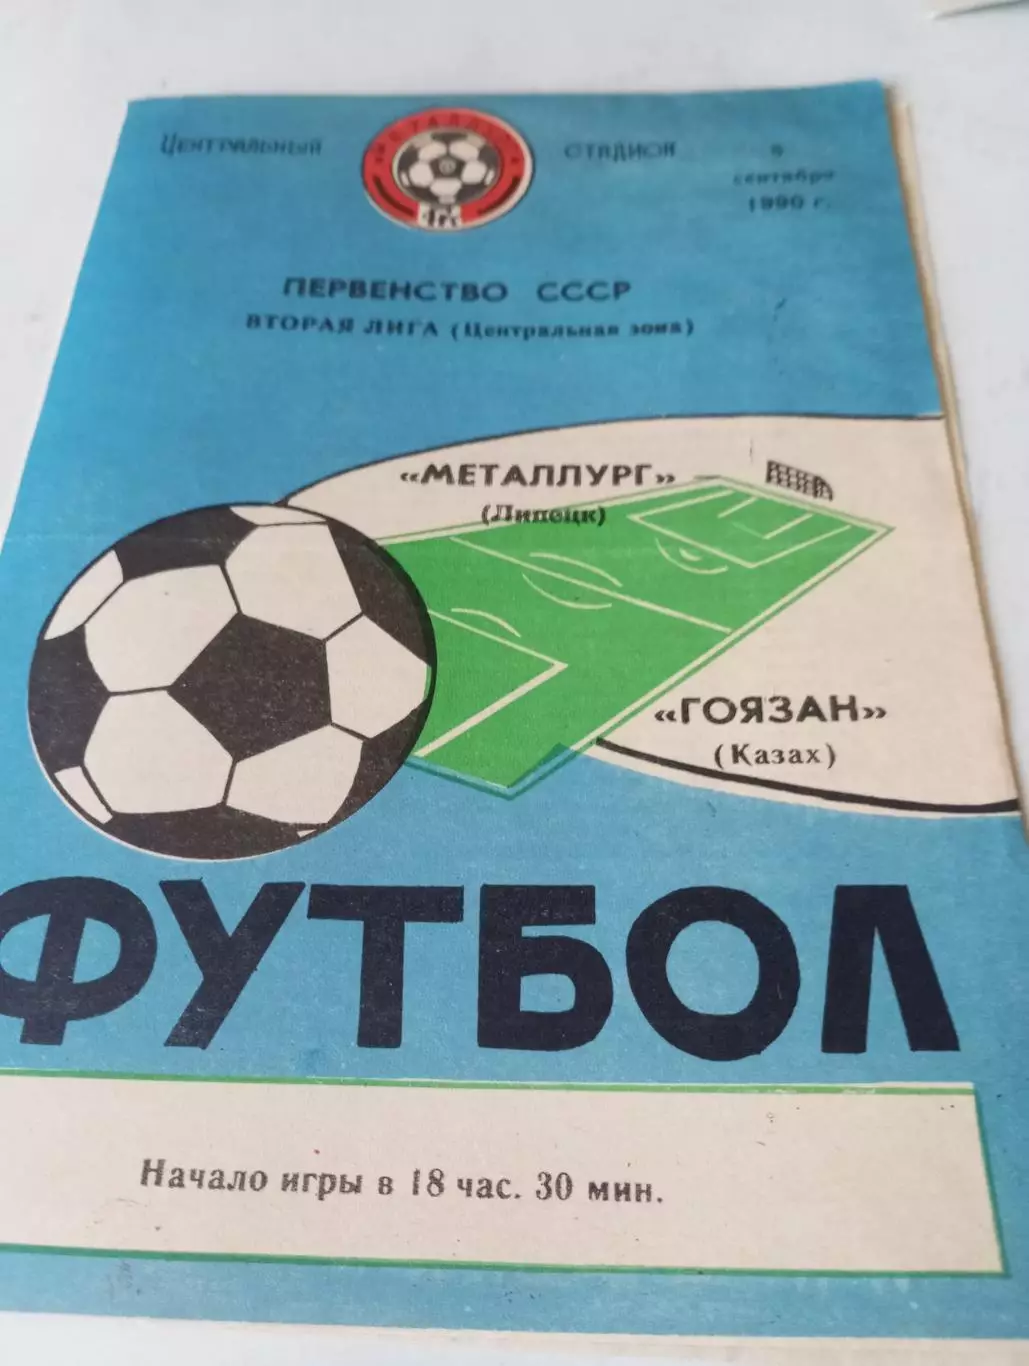 ЦЕНТРАЛЬНЫЙ СТАДИОН
сентября
1990 г.
МЕТАЛЛУРГ
ПЕРВЕНСТВО СССР
ВТОРАЯ ЛИГА (Центральная зона)
«МЕТАЛЛУРГ»
(Липецк)
«ГОЯЗАН»
(Казах)
ФУТБОЛ
Начало игры в 18 час. 30 мин.